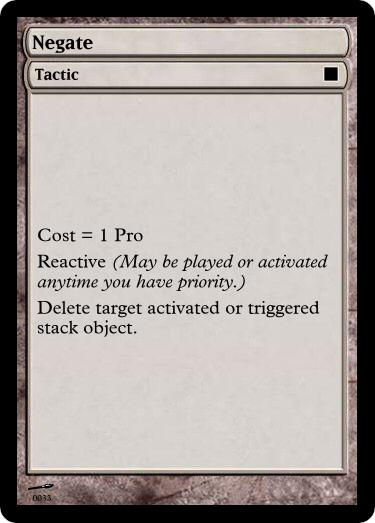 Negate
Tactic
Cost = 1 Pro
Reactive (May be played or activated
anytime you have priority.)
Delete target activated or triggered
stack object.
0033